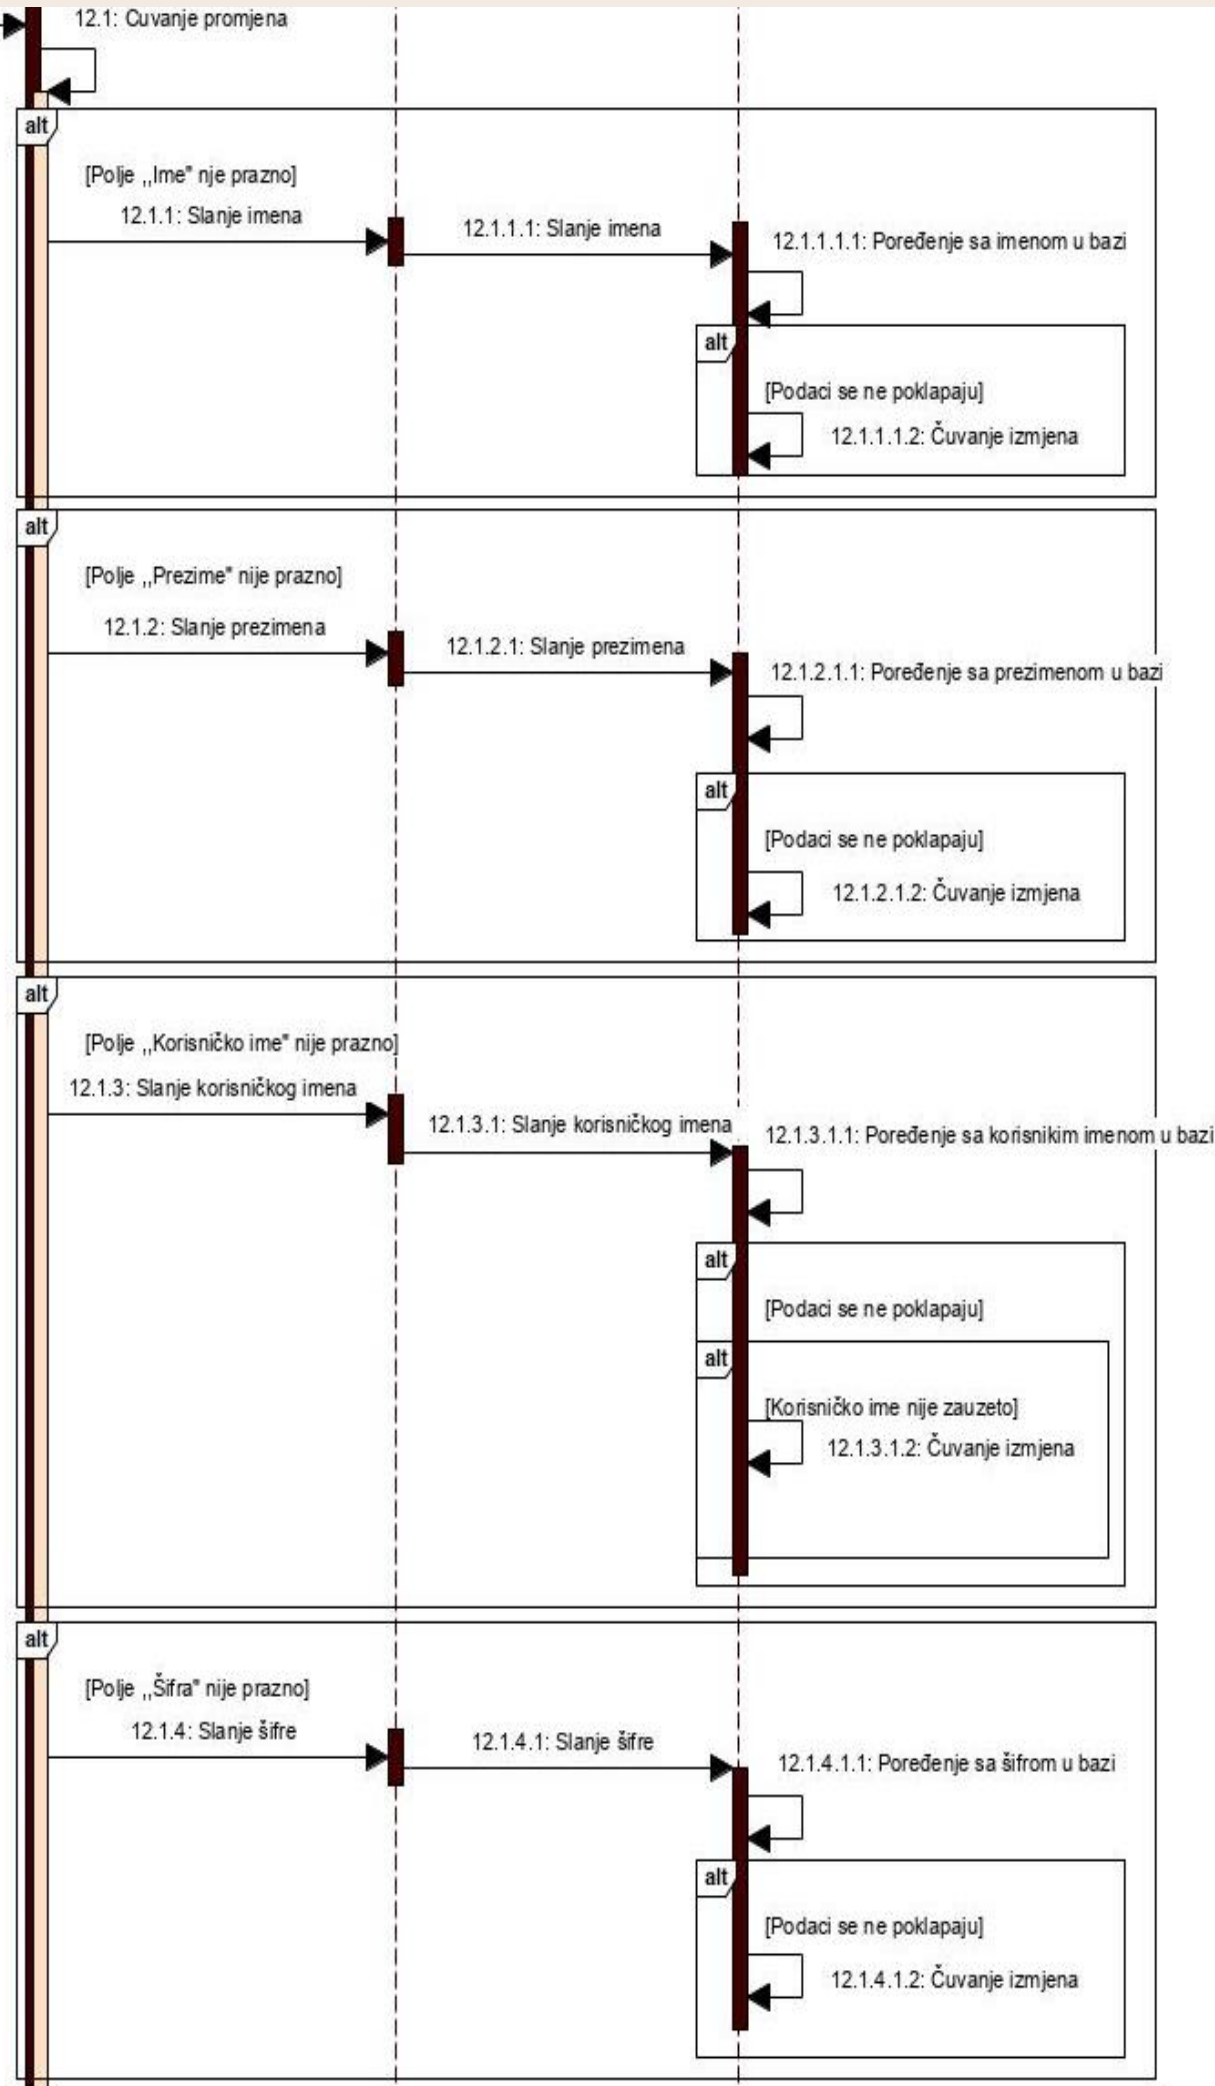 12.1: Cuvanje promjena
alt
[Polje ,,Ime" nje prazno]
12.1.1: Slanje imena
12.1.1.1: Slanje imena
12.1.1.1.1: Poređenje sa imenom u bazi
alt
[Podaci se ne poklapaju]
12.1.1.1.2: Čuvanje izmjena
alt
[Polje ,,Prezime" nije prazno]
12.1.2: Slanje prezimena
12.1.2.1: Slanje prezimena
12.1.2.1.1: Poređenje sa prezimenom u bazi
alt
[Podaci se ne poklapaju]
12.1.2.1.2: Čuvanje izmjena
alt
[Polje ,,Korisničko ime" nije prazno]
12.1.3: Slanje korisničkog imena
12.1.3.1: Slanje korisničkog imena
12.1.3.1.1: Poređenje sa korisnikim imenom u bazi
alt
[Podaci se ne poklapaju]
alt
[Korisničko ime nije zauzeto]
12.1.3.1.2: Čuvanje izmjena
alt
[Polje ,,Šifra" nije prazno]
12.1.4: Slanje šifre
12.1.4.1: Slanje šifre
12.1.4.1.1: Poređenje sa šifrom u bazi
alt
[Podaci se ne poklapaju]
12.1.4.1.2: Čuvanje izmjena